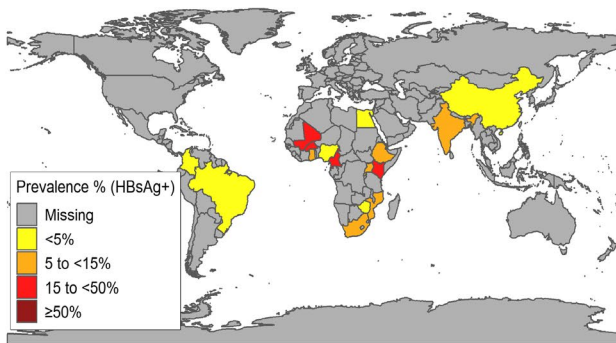 Prevalence % (HBsAg+)
Missing
<5%
5 to <15%
15 to <50%
≥50%